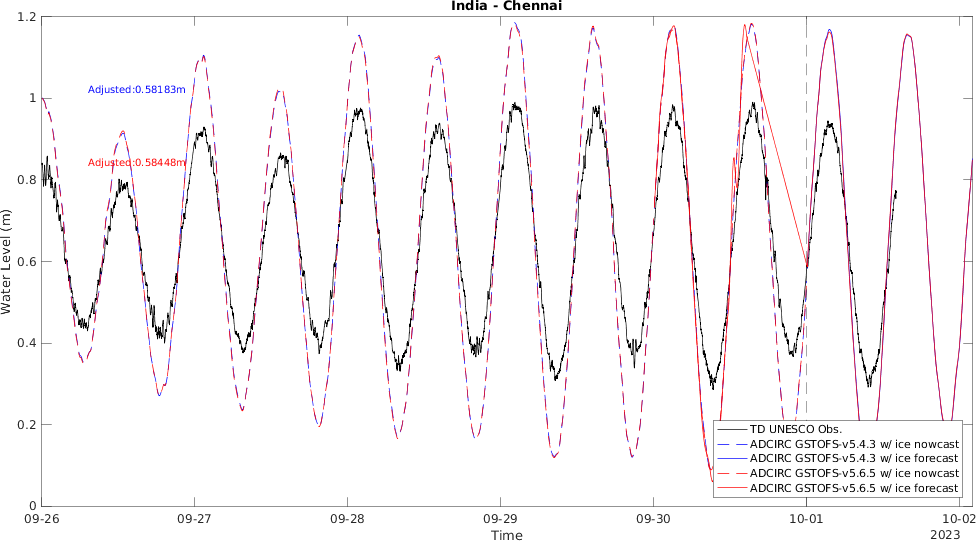 India - Chennai
1.2
1
0.8
0.6
0.4
0.2
0
Water Level (m)
Adjusted:0.58183m
Adjusted:0.58448m
TD UNESCO Obs.
ADCIRC GSTOFS-v5.4.3 w/ ice nowcast
ADCIRC GSTOFS-v5.4.3 w/ ice forecast
ADCIRC GSTOFS-v5.6.5 w/ ice nowcast
ADCIRC GSTOFS-v5.6.5 w/ ice forecast
09-26 09-27 09-28 09-29 09-30 10-01 10-02
Time
2023